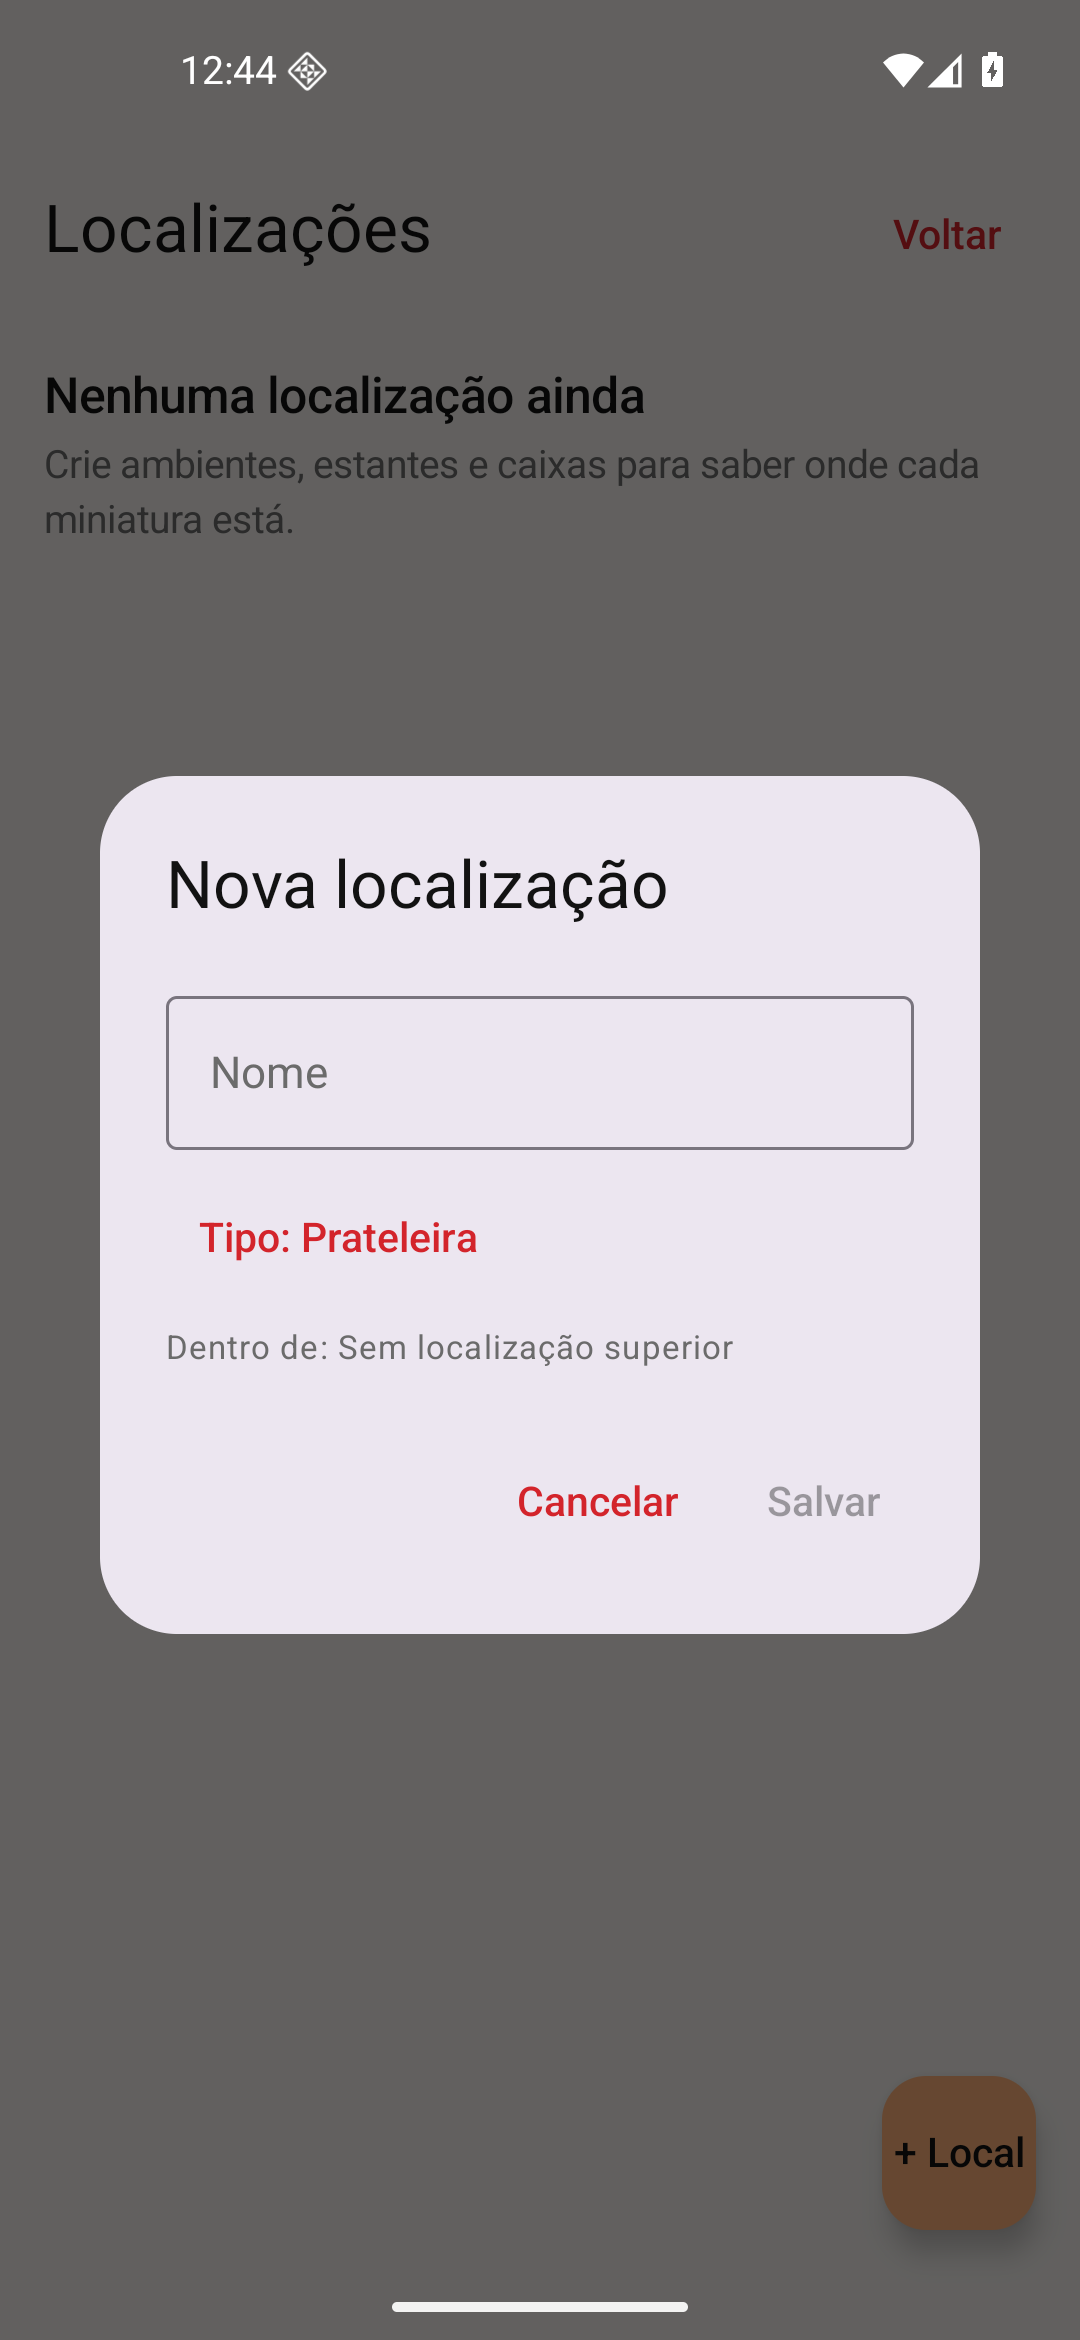 12:44
Localizações
Voltar
Nenhuma localização ainda
Crie ambientes, estantes e caixas para saber onde cada
miniatura está.
Nova localização
Nome
Tipo: Prateleira
Dentro de: Sem localização superior
Cancelar
Salvar
+ Local